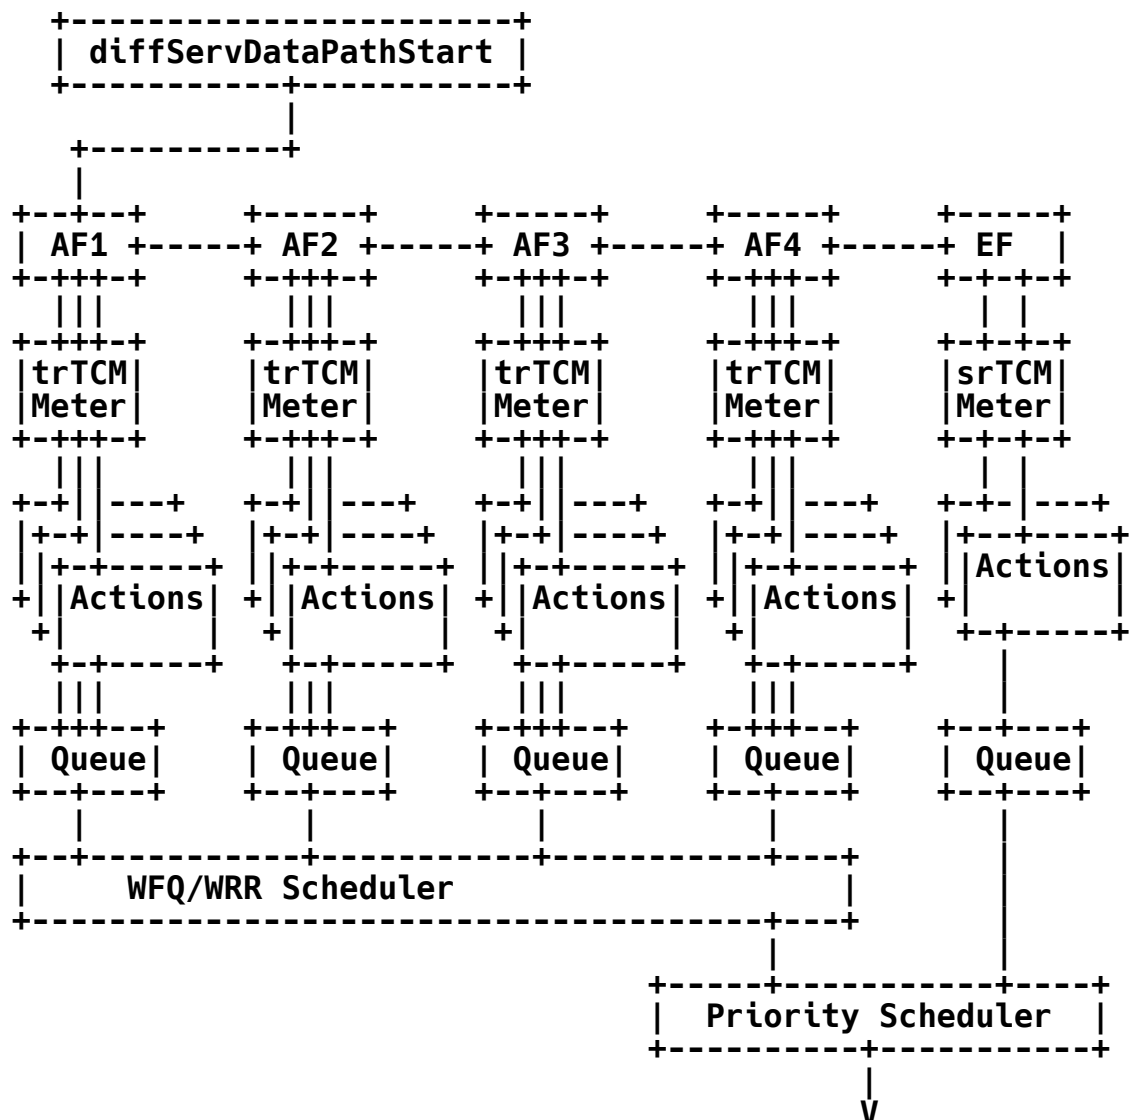 diffServDataPathStart
AF1 AF2 AF3 AF4 EF
trTCM trTCM trTCM trTCM srTCM
Meter Meter Meter Meter Meter
Actions
Actions Actions Actions Actions
Queue Queue Queue Queue Queue
WFQ/WRR Scheduler
Priority Scheduler
V